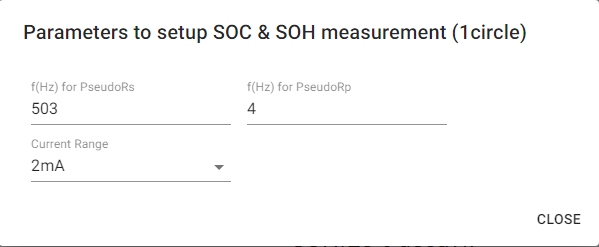 Parameters to setup SOC & SOH measurement (1circle)
f(Hz) for PseudoRs
f(Hz) for PseudoRp
503
4
Current Range
2mA
CLOSE